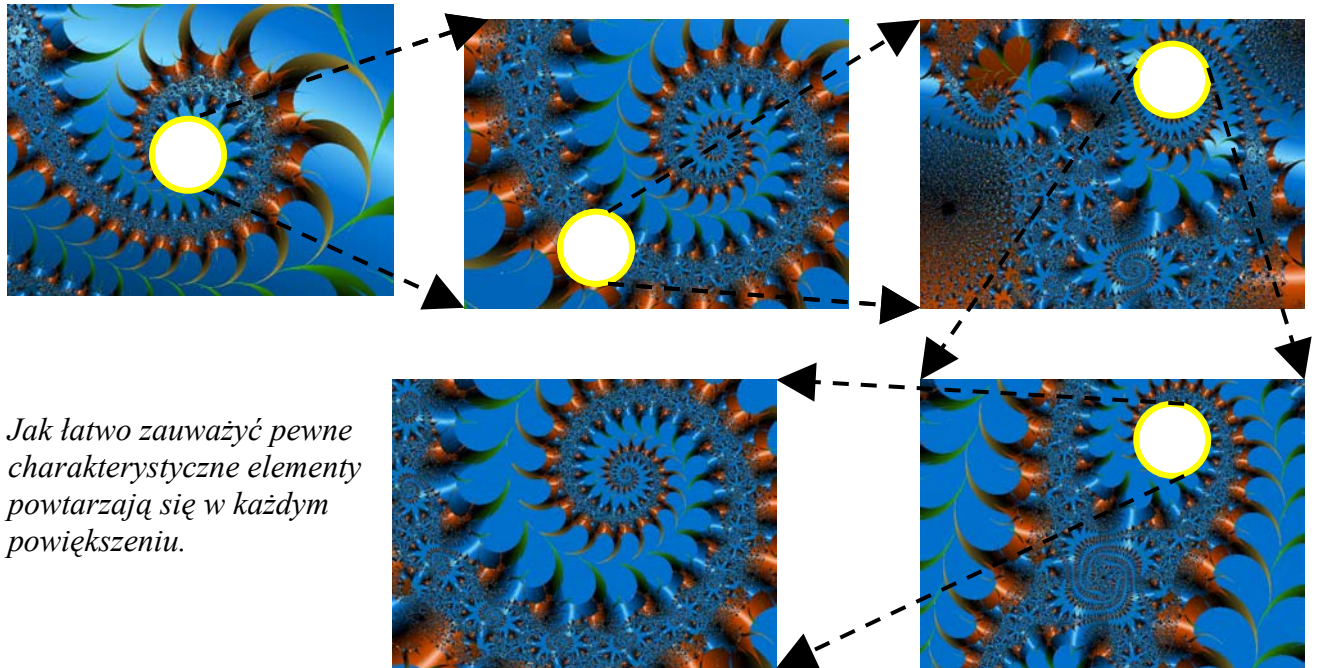 Jak łatwo zauważyć pewne
charakterystyczne elementy
powtarzają się w każdym
powiększeniu.